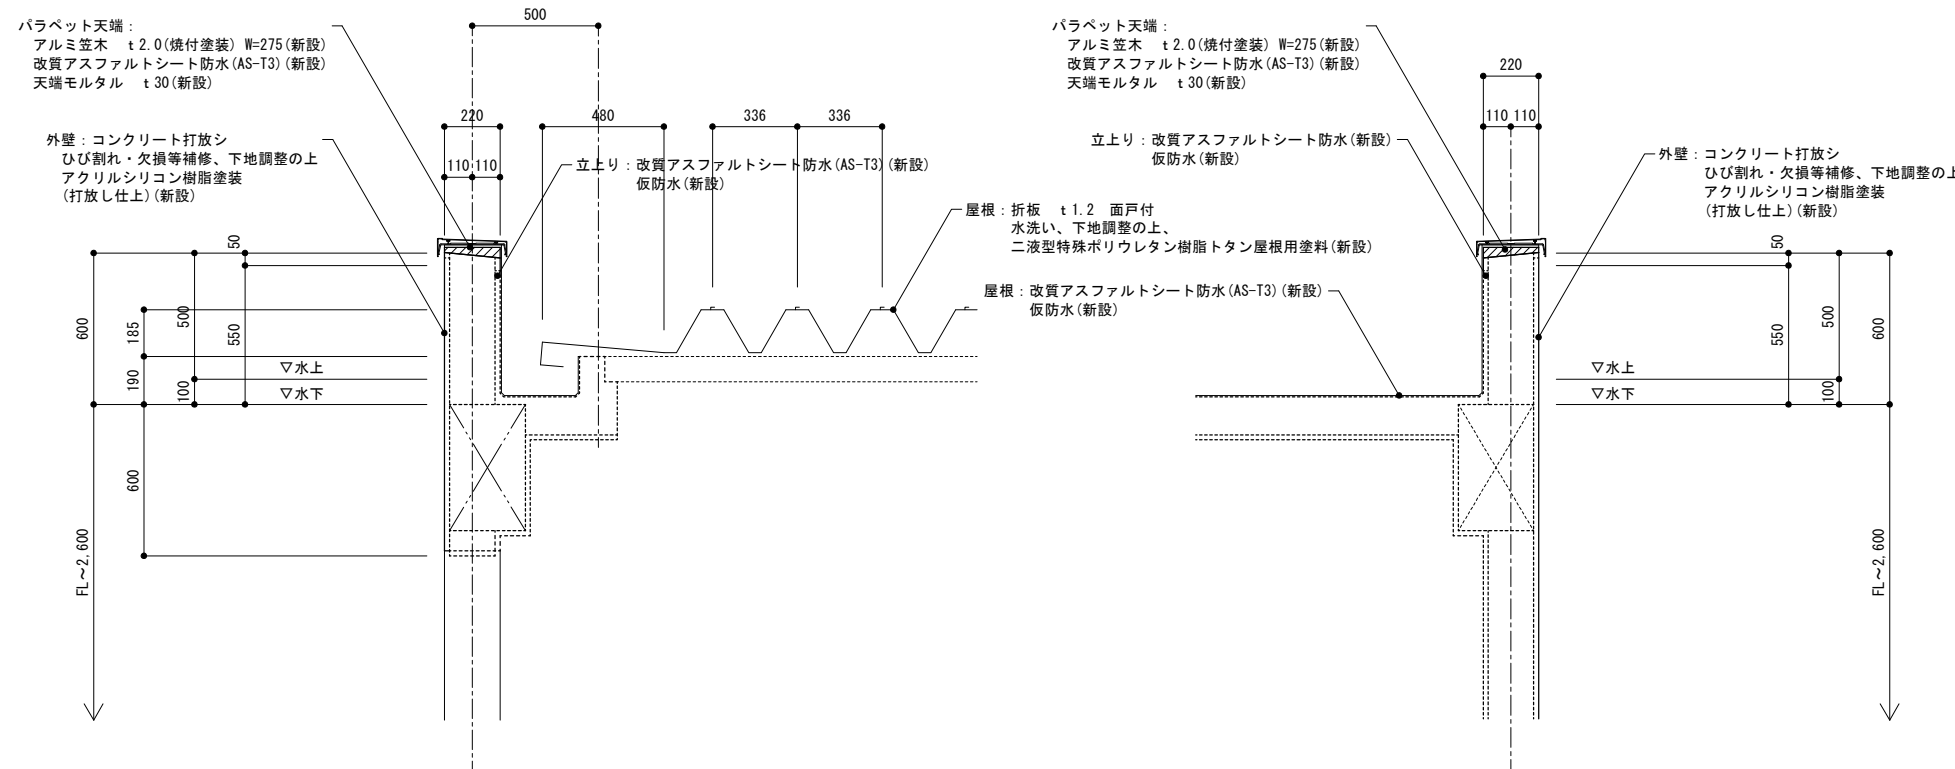 パラペット天端：
アルミ笠木　t2.0(焼付塗装) W=275(新設)
改質アスファルトシート防水(AS-T3)(新設)
天端モルタル　t30(新設)
外壁：コンクリート打放シ
ひび割れ・欠損等補修、下地調整の上
アクリルシリコン樹脂塗装
(打放し仕上)(新設)
500
220
110 110
480
336
336
立上り：改質アスファルトシート防水(AS-T3)(新設)
仮防水(新設)
屋根：折板　t1.2　面戸付
水洗い、下地調整の上、
二液型特殊ポリウレタン樹脂トタン屋根用塗料(新設)
50
600
185
500
550
190
100
▽水上
▽水下
600
FL～2,600
パラペット天端：
アルミ笠木　t2.0(焼付塗装) W=275(新設)
改質アスファルトシート防水(AS-T3)(新設)
天端モルタル　t30(新設)
220
110 110
立上り：改質アスファルトシート防水(新設)
仮防水(新設)
外壁：コンクリート打放シ
ひび割れ・欠損等補修、下地調整の上
アクリルシリコン樹脂塗装
(打放し仕上)(新設)
屋根：改質アスファルトシート防水(AS-T3)(新設)
仮防水(新設)
50
550
500
600
▽水上
▽水下
100
FL～2,600